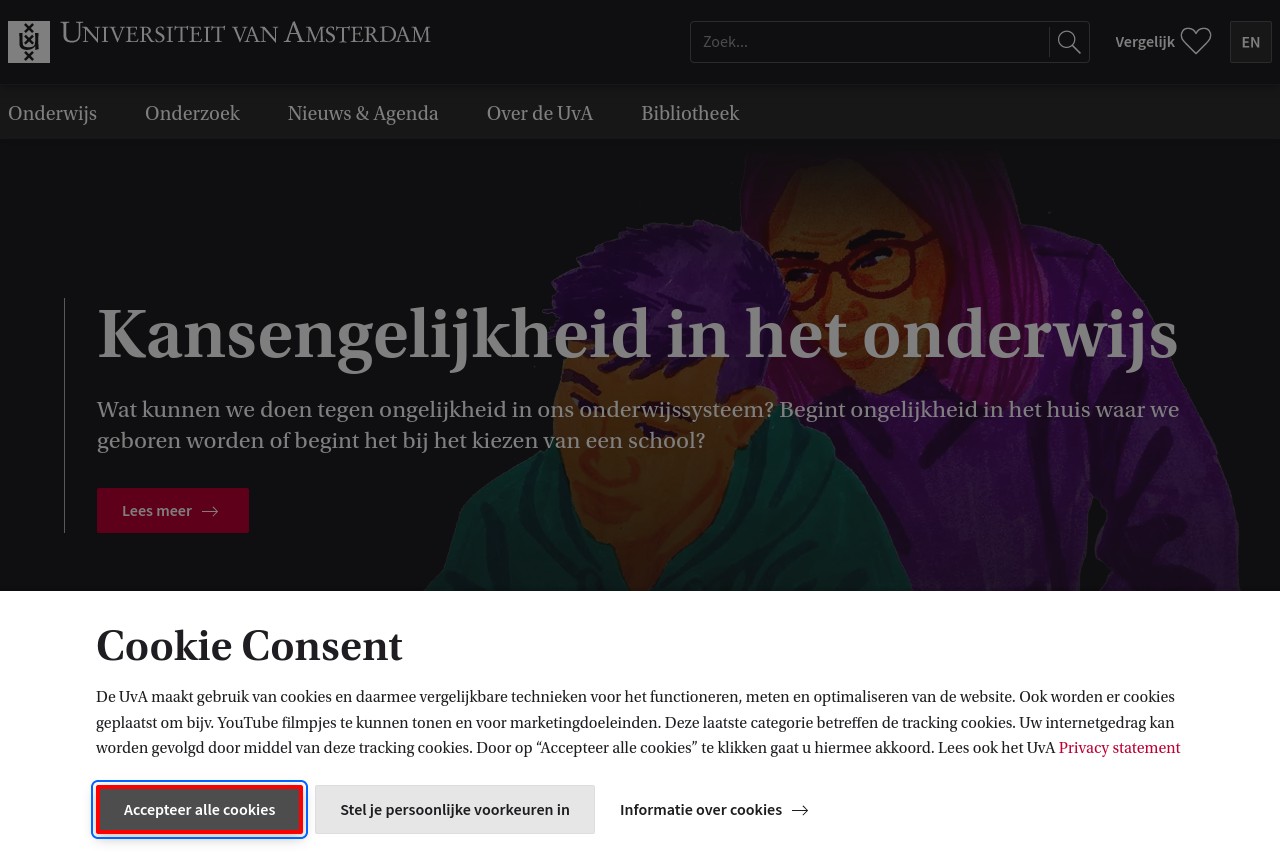 UNIVERSITEIT VAN AMSTERDAM
Zoek...
Vergelijk
EN
Onderwijs
Onderzoek
Nieuws & Agenda
Over de UvA
Bibliotheek
Kansengelijkheid in het onderwijs
Wat kunnen we doen tegen ongelijkheid in ons onderwijssysteem? Begint ongelijkheid in het huis waar we
geboren worden of begint het bij het kiezen van een school?
Lees meer
Cookie Consent
De UvA maakt gebruik van cookies en daarmee vergelijkbare technieken voor het functioneren, meten en optimaliseren van de website. Ook worden er cookies
geplaatst om bijv. YouTube filmpjes te kunnen tonen en voor marketingdoeleinden. Deze laatste categorie betreffen de tracking cookies. Uw internetgedrag kan
worden gevolgd door middel van deze tracking cookies. Door op “Accepteer alle cookies” te klikken gaat u hiermee akkoord. Lees ook het UvA Privacy statement
Accepteer alle cookies
Stel je persoonlijke voorkeuren in
Informatie over cookies